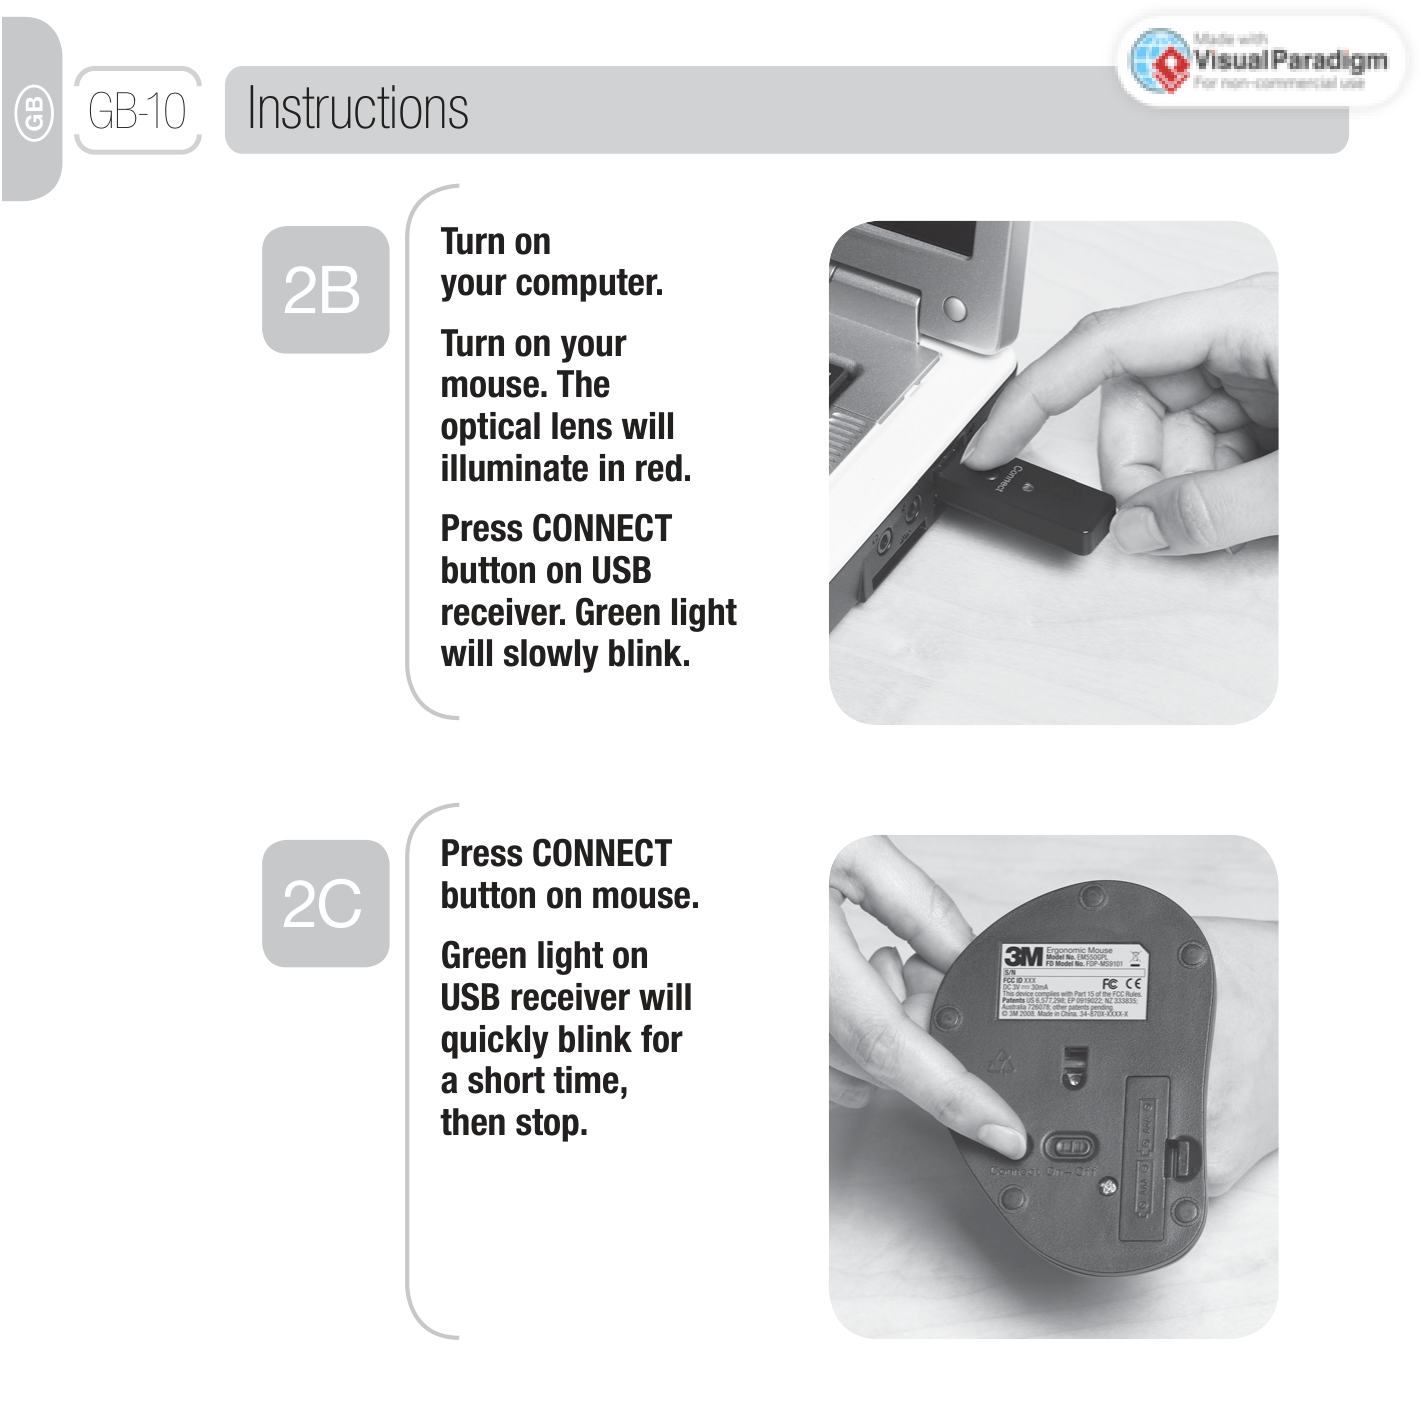 Made with
VisualParadigm
For non-commercial use
GB
GB-10
Instructions
2B
Turn on
your computer.
Turn on your
mouse. The
optical lens will
illuminate in red.
Press CONNECT
button on USB
receiver. Green light
will slowly blink.
Connect
2C
Press CONNECT
button on mouse.
Green light on
USB receiver will
quickly blink for
a short time,
then stop.
3M
Ergonomic Mouse
Model No. EM550GPL
FD Model No. FDP-MS9101
S/N
FCC ID XXX
DC 3V 30mA
FC CE
This device complies with Part 15 of the FCC Rules.
Patents US 6,577,298; EP 0919022; NZ 333835;
Australia 726078; other patents pending.
© 3M 2008. Made in China. 34-870X-XXXX-X
Connect On – Off